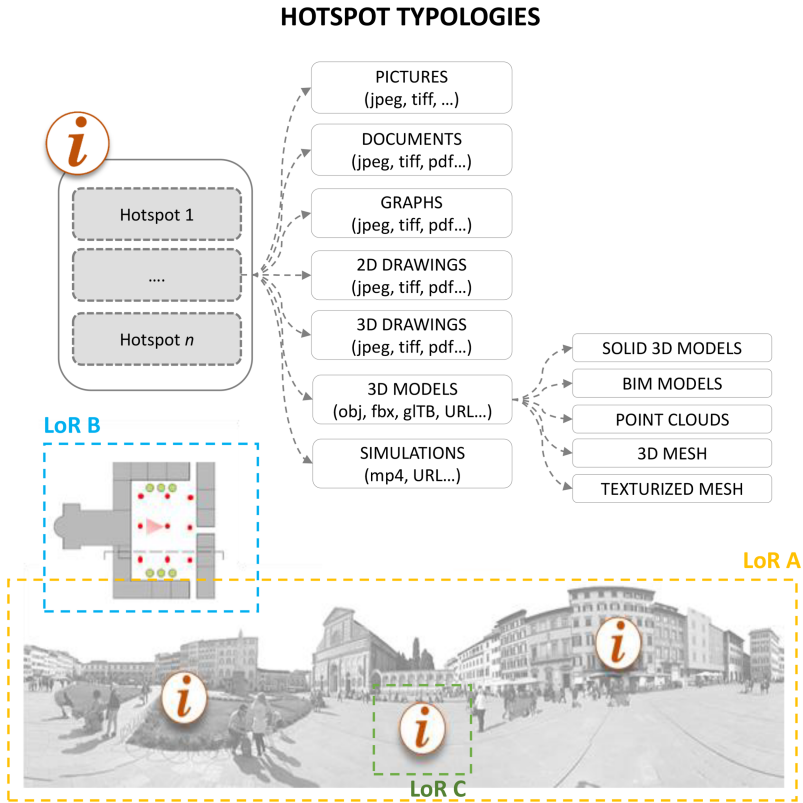 HOTSPOT TYPOLOGIES
i
Hotspot 1
....
Hotspot n
PICTURES
(jpeg, tiff, ...)
DOCUMENTS
(jpeg, tiff, pdf...)
GRAPHS
(jpeg, tiff, pdf...)
2D DRAWINGS
(jpeg, tiff, pdf...)
3D DRAWINGS
(jpeg, tiff, pdf...)
3D MODELS
(obj, fbx, glTB, URL...)
SIMULATIONS
(mp4, URL...)
SOLID 3D MODELS
BIM MODELS
POINT CLOUDS
3D MESH
TEXTURIZED MESH
LoR B
LoR A
i
i
i
LoR C